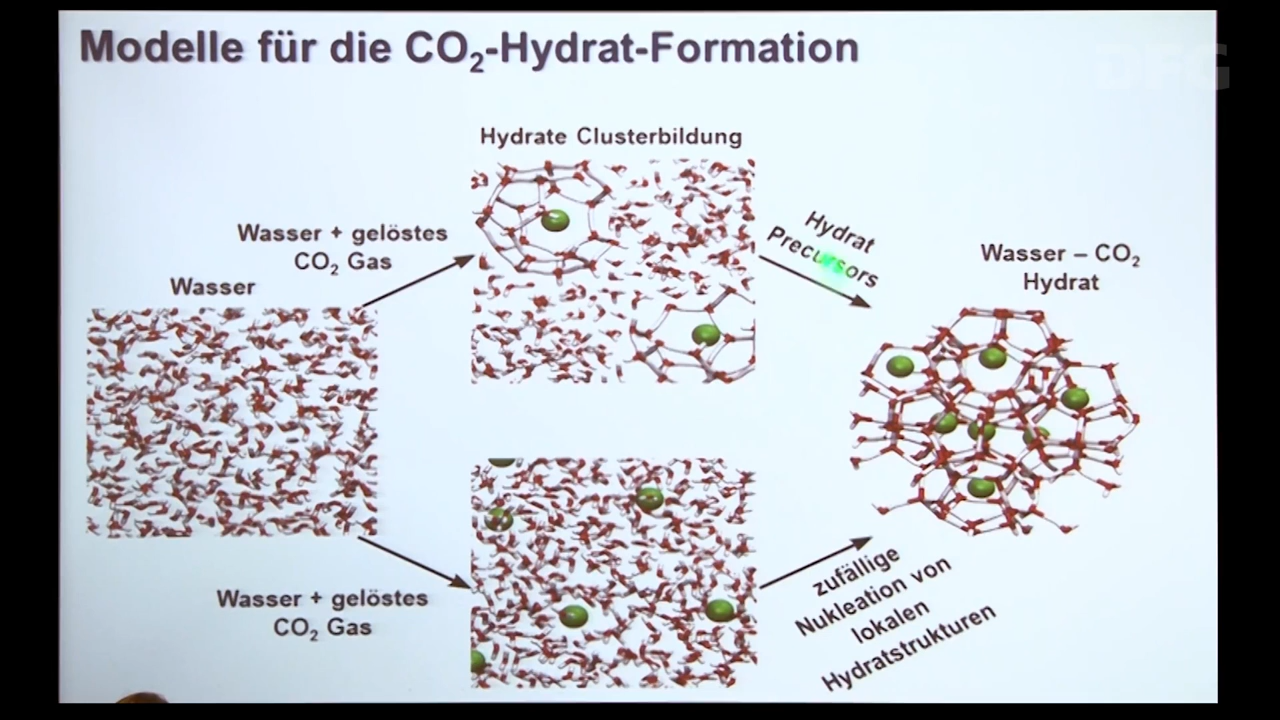 Modelle für die CO₂-Hydrat-Formation
DFG
Hydrate Clusterbildung
Wasser + gelöstes
CO₂ Gas
Wasser
Hydrat
Precursors
Wasser – CO₂
Hydrat
Wasser + gelöstes
CO₂ Gas
zufällige
Nukleation von
lokalen
Hydratstrukturen